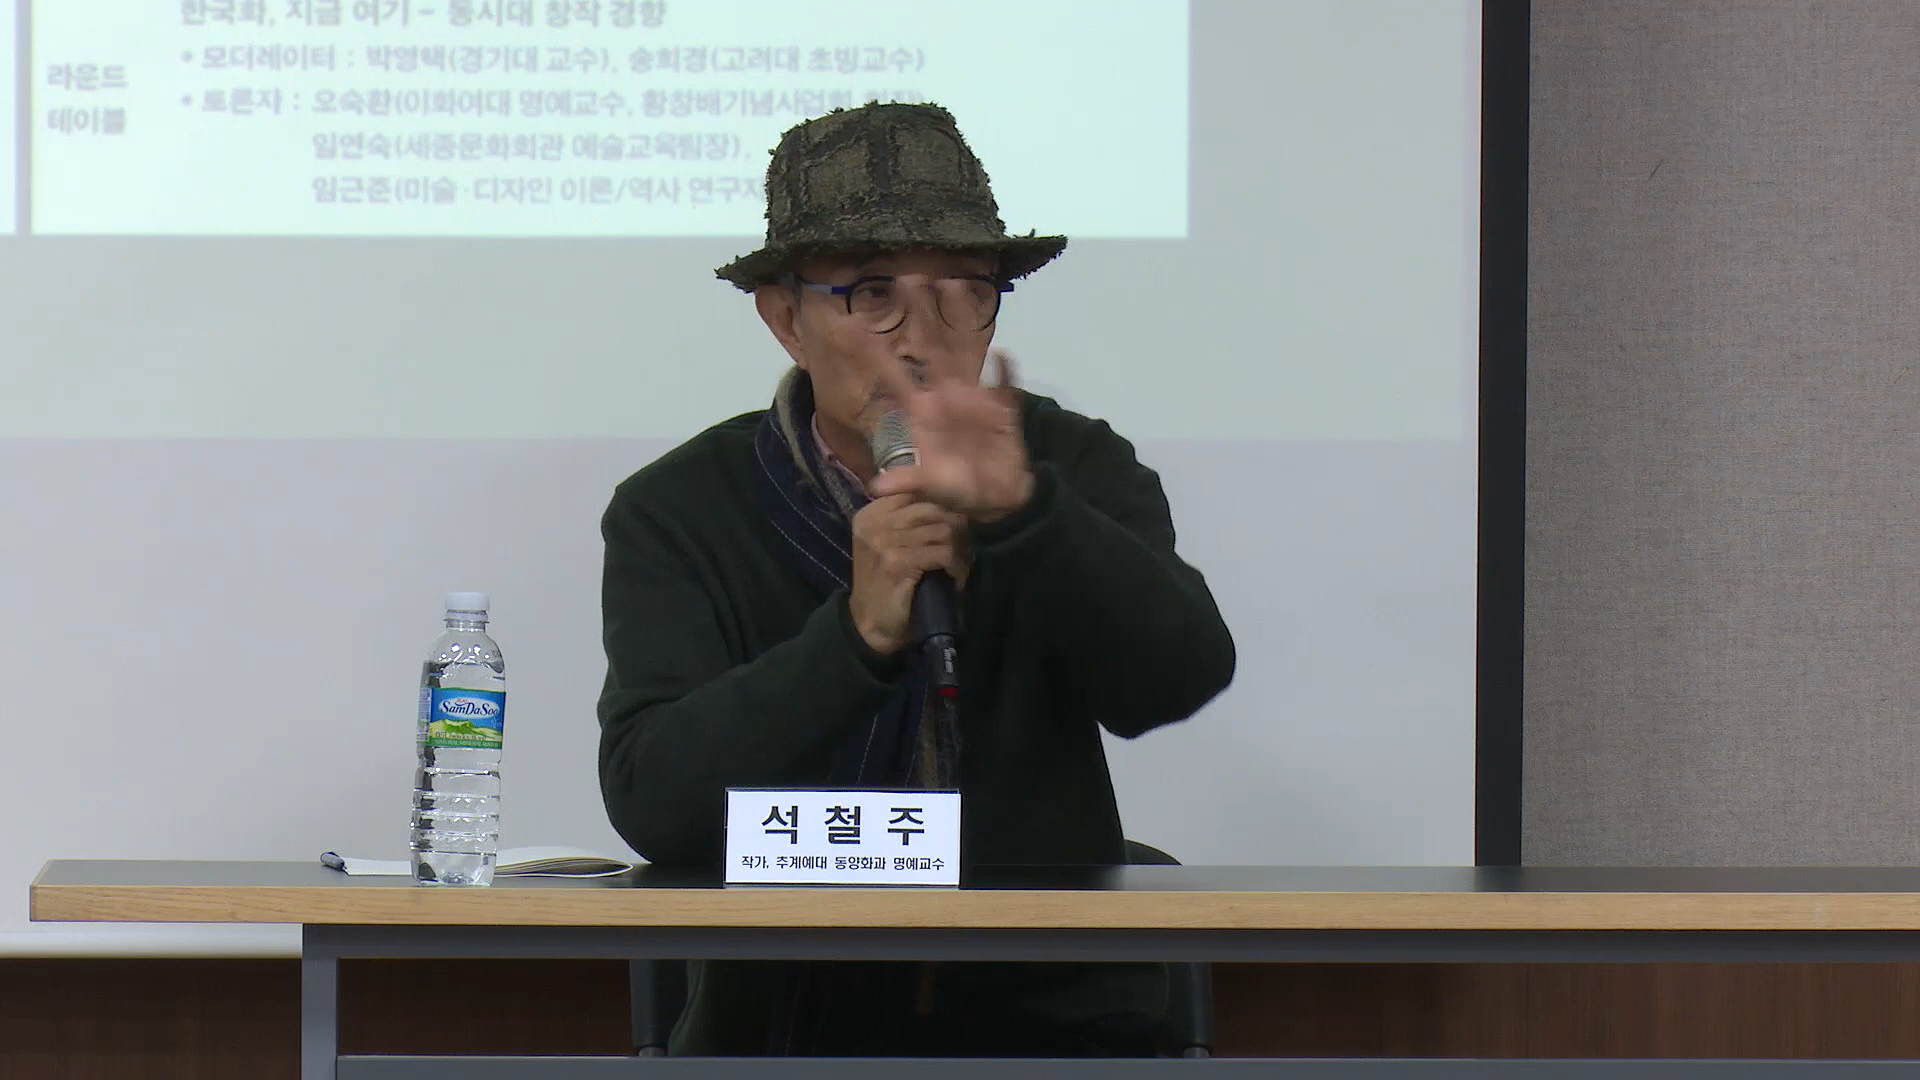 한국화, 지금 여기 ~ 동시대 창작 경향
라운드
테이블
* 모더레이터 : 박영택(경기대 교수), 송희경(고려대 초빙교수)
* 토론자 : 오숙환(이화여대 명예교수, 황창배기념사업회
임연숙(세종문화회관 예술교육팀장),
임근준(미술·디자인 이론/역사
SamDaSoo
석철주
작가, 추계예대 동양화과 명예교수